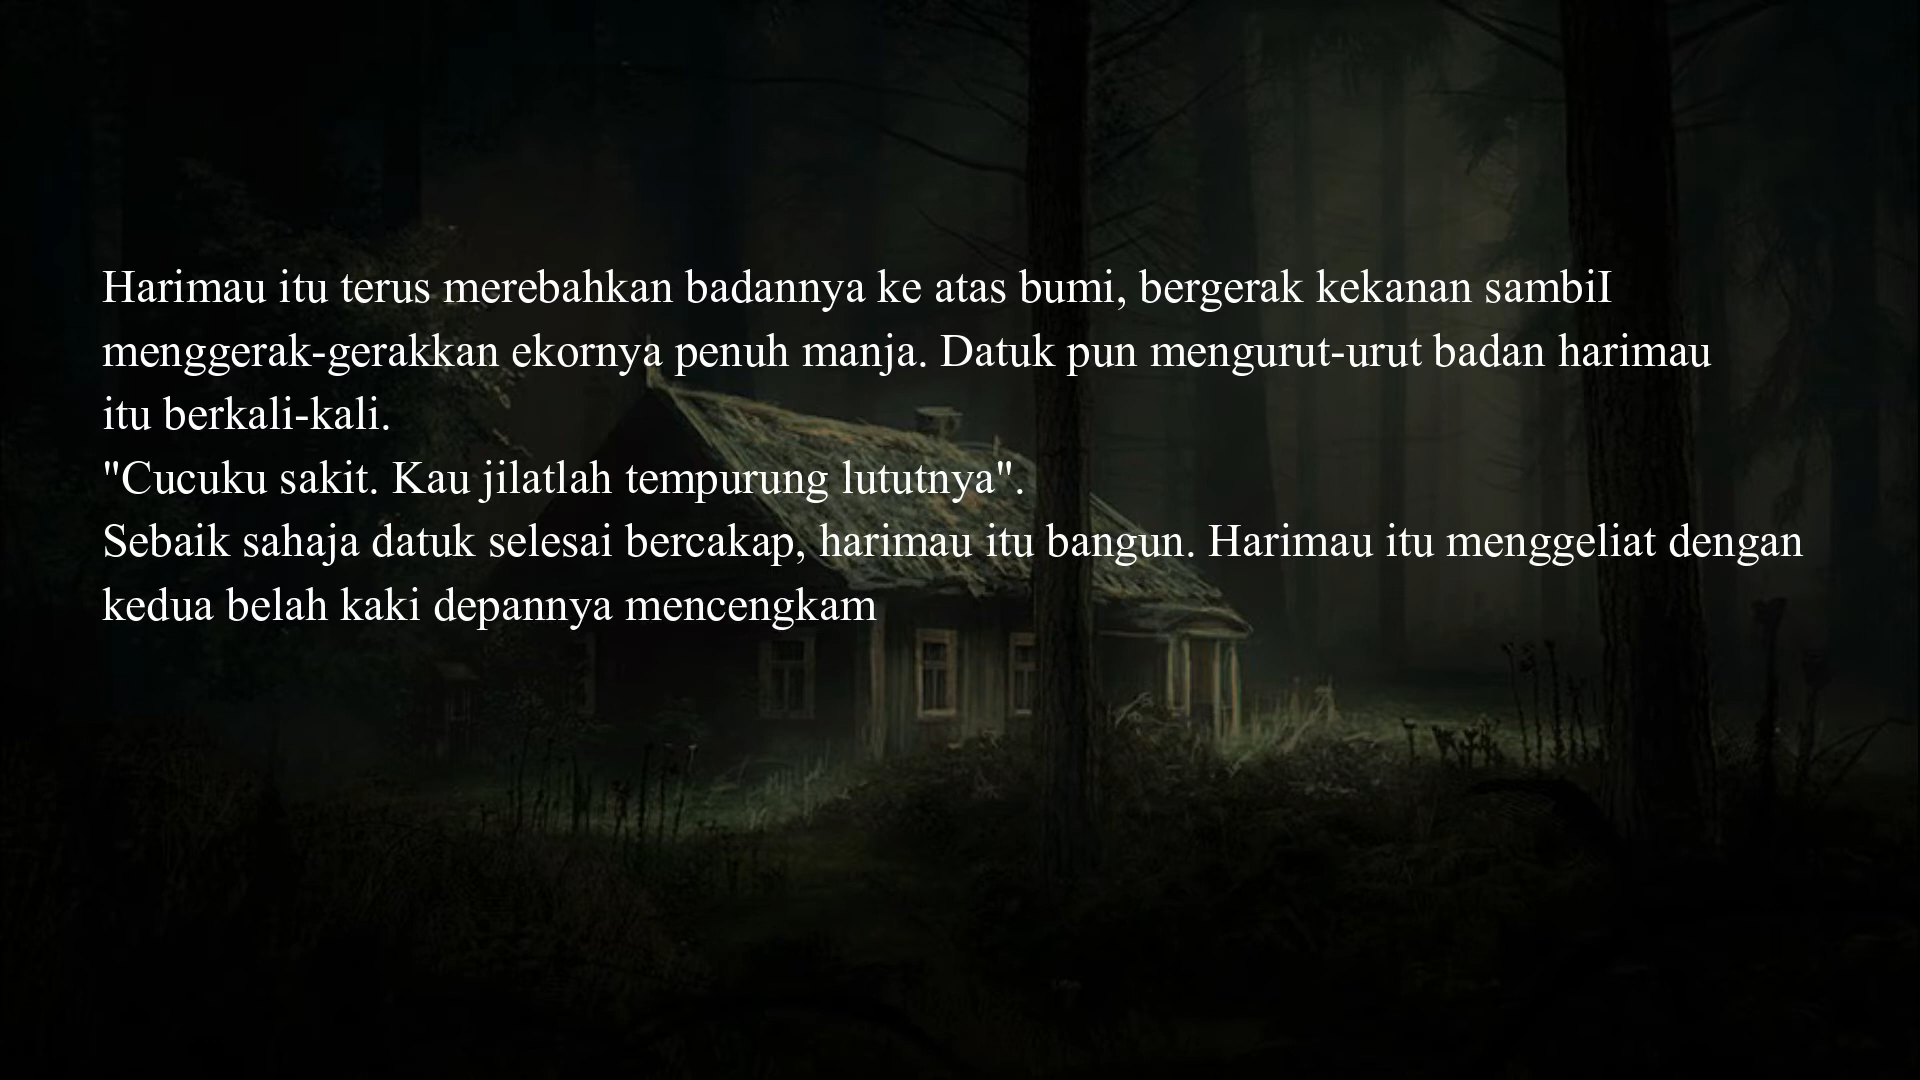 Harimau itu terus merebahkan badannya ke atas bumi, bergerak kekanan sambiI
menggerak-gerakkan ekornya penuh manja. Datuk pun mengurut-urut badan harimau
itu berkali-kali.
"Cucuku sakit. Kau jilatlah tempurung lututnya".
Sebaik sahaja datuk selesai bercakap, harimau itu bangun. Harimau itu menggeliat dengan
kedua belah kaki depannya mencengkam